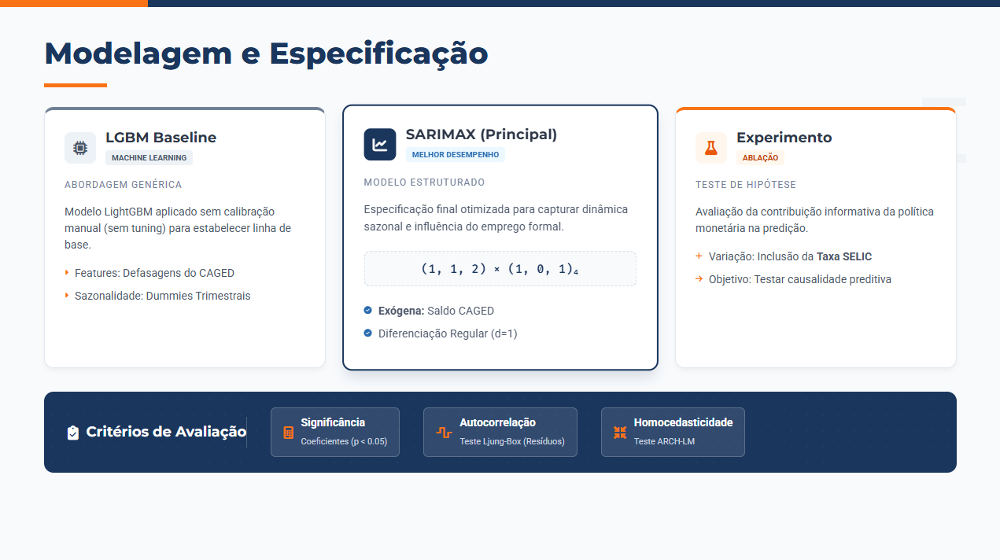 Modelagem e Especificação
LGBM Baseline
MACHINE LEARNING
ABORDAGEM GENÉRICA
Modelo LightGBM aplicado sem calibração
manual (sem tuning) para estabelecer linha de
base.
Features: Defasagens do CAGED
Sazonalidade: Dummies Trimestrais
SARIMAX (Principal)
MELHOR DESEMPENHO
MODELO ESTRUTURADO
Especificação final otimizada para capturar dinâmica
sazonal e influência do emprego formal.
(1, 1, 2) × (1, 0, 1)₄
Exógena: Saldo CAGED
Diferenciação Regular (d=1)
Experimento
ABLAÇÃO
TESTE DE HIPÓTESE
Avaliação da contribuição informativa da política
monetária na predição.
+ Variação: Inclusão da Taxa SELIC
→ Objetivo: Testar causalidade preditiva
Critérios de Avaliação
Significância
Coeficientes (p < 0.05)
Autocorrelação
Teste Ljung-Box (Resíduos)
Homocedasticidade
Teste ARCH-LM